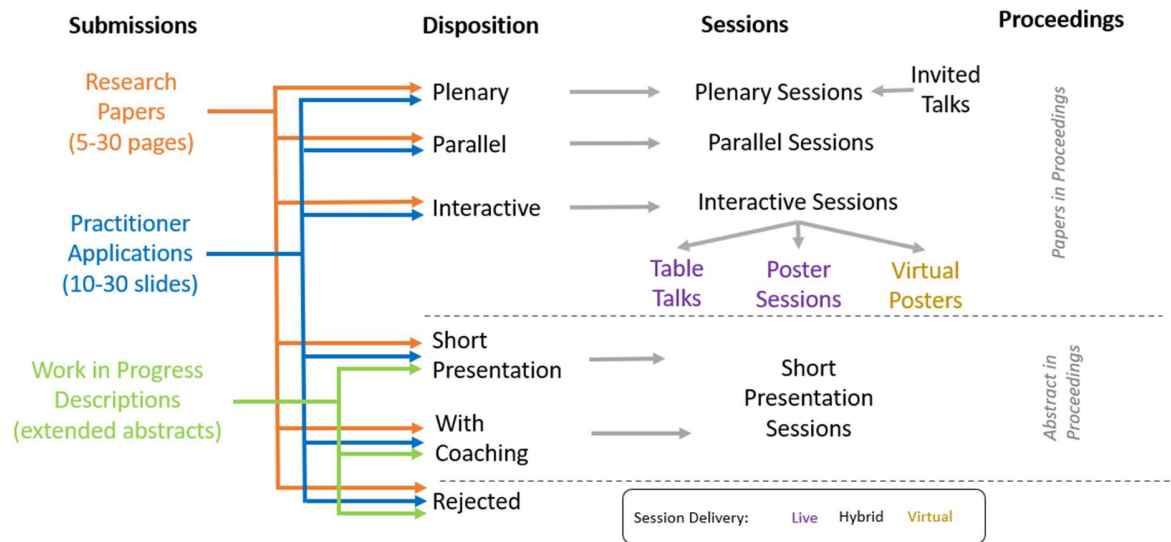 Submissions
Disposition
Sessions
Proceedings
Research
Papers
(5-30 pages)
Practitioner
Applications
(10-30 slides)
Work in Progress
Descriptions
(extended abstracts)
Plenary
Parallel
Interactive
Short
Presentation
With
Coaching
Rejected
Plenary Sessions
Invited
Talks
Parallel Sessions
Interactive Sessions
Table
Talks
Poster
Sessions
Virtual
Posters
Short
Presentation
Sessions
Papers in Proceedings
Abstract in
Proceedings
Session Delivery: Live Hybrid Virtual